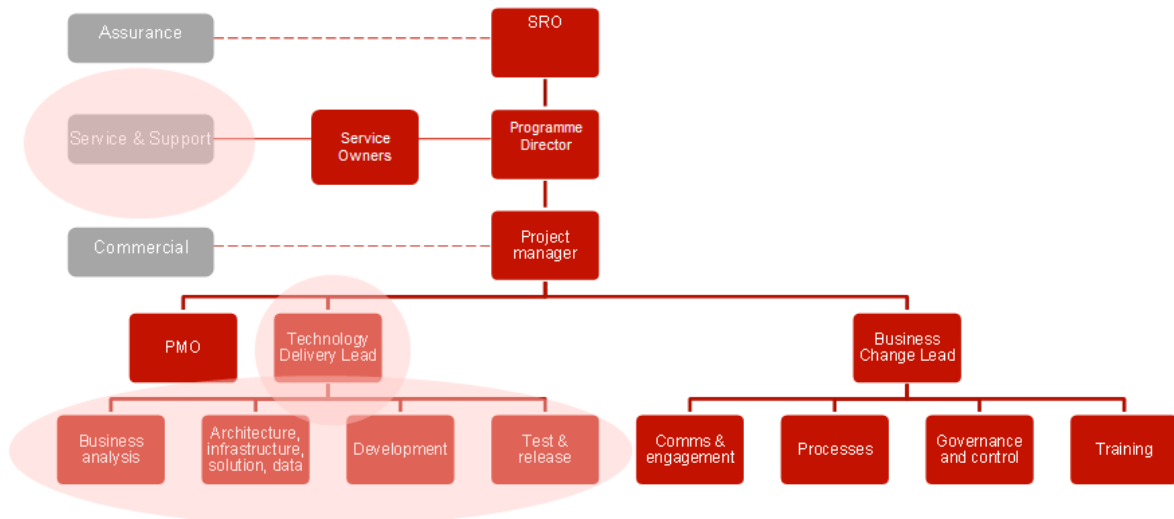 SRO
Assurance
Programme
Director
Service & Support
Service
Owners
Project
manager
Commercial
PMO
Technology
Delivery Lead
Business
Change Lead
Business
analysis
Architecture,
infrastructure,
solution, data
Development
Test &
release
Comms &
engagement
Processes
Governance
and control
Training